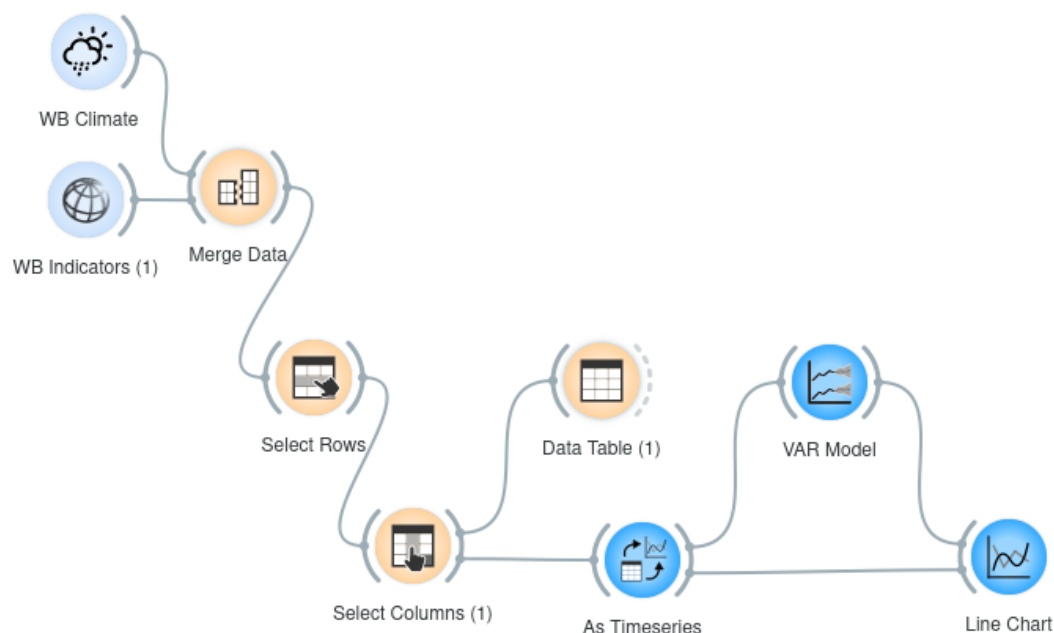 WB Climate
WB Indicators (1)
Merge Data
Select Rows
Data Table (1)
VAR Model
Select Columns (1)
As Timeseries
Line Chart